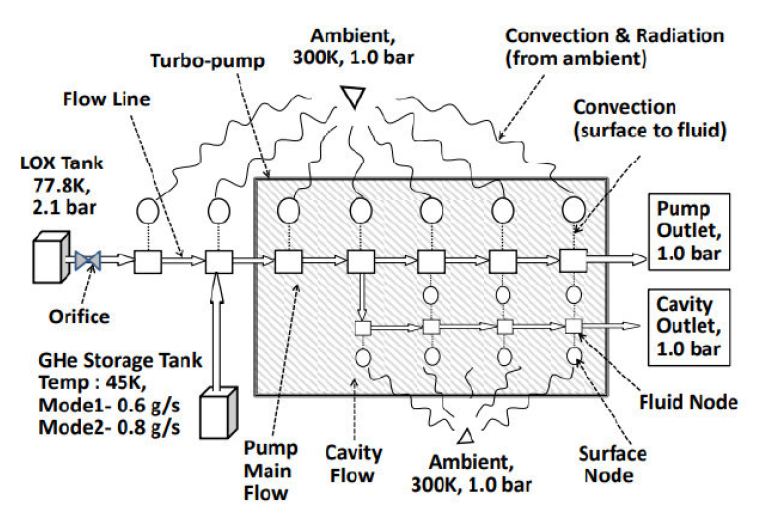 Ambient,
300K, 1.0 bar
Turbo-pump
Convection & Radiation
(from ambient)
Flow Line
Convection
(surface to fluid)
LOX Tank
77.8K,
2.1 bar
Pump
Outlet,
1.0 bar
Orifice
Cavity
Outlet,
1.0 bar
GHe Storage Tank
Temp : 45K,
Mode1- 0.6 g/s
Mode2- 0.8 g/s
Fluid Node
Pump
Main
Flow
Cavity
Flow
Ambient,
300K, 1.0 bar
Surface
Node